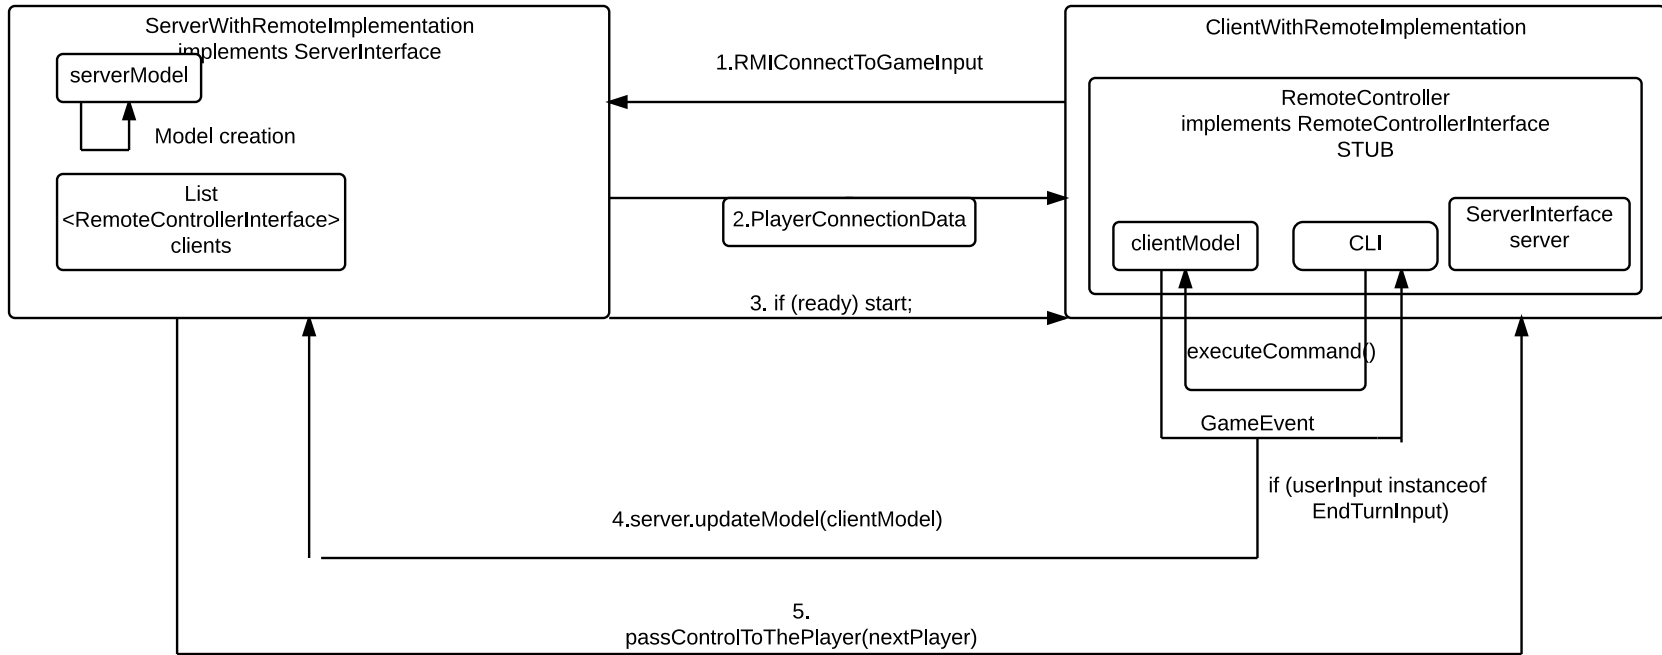 ServerWithRemoteImplementation
implements ServerInterface
serverModel
Model creation
List
<RemoteControllerInterface>
clients
1.RMIConnectToGameInput
2.PlayerConnectionData
3. if (ready) start;
ClientWithRemoteImplementation
RemoteController
implements RemoteControllerInterface
STUB
clientModel
CLI
ServerInterface
server
executeCommand()
GameEvent
if (userInput instanceof
EndTurnInput)
4.server.updateModel(clientModel)
5.
passControlToThePlayer(nextPlayer)